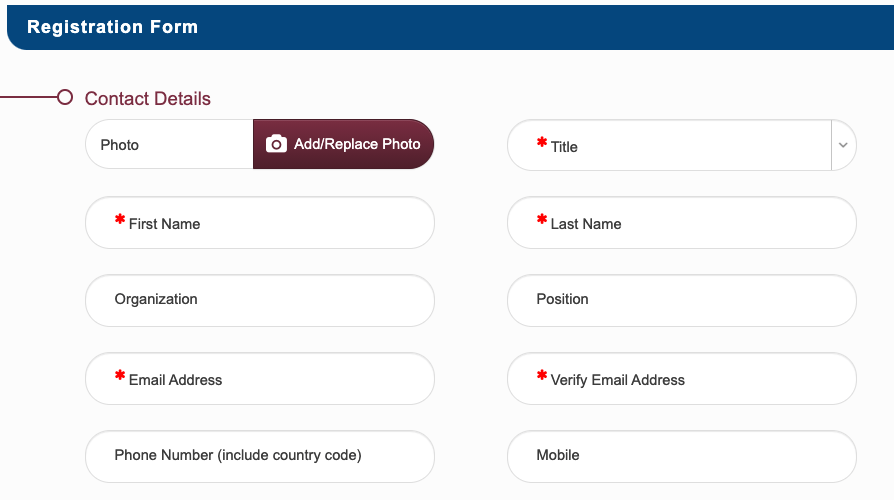 Registration Form
Contact Details
Photo
Add/Replace Photo
* Title
* First Name
* Last Name
Organization
Position
* Email Address
* Verify Email Address
Phone Number (include country code)
Mobile